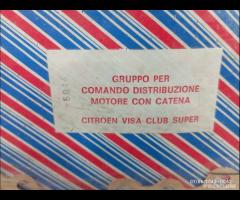 GRUPPO PER
COMANDO DISTRIBUZIONE
MOTORE CON CATENA
CITROEN VISA CLUB SUPER